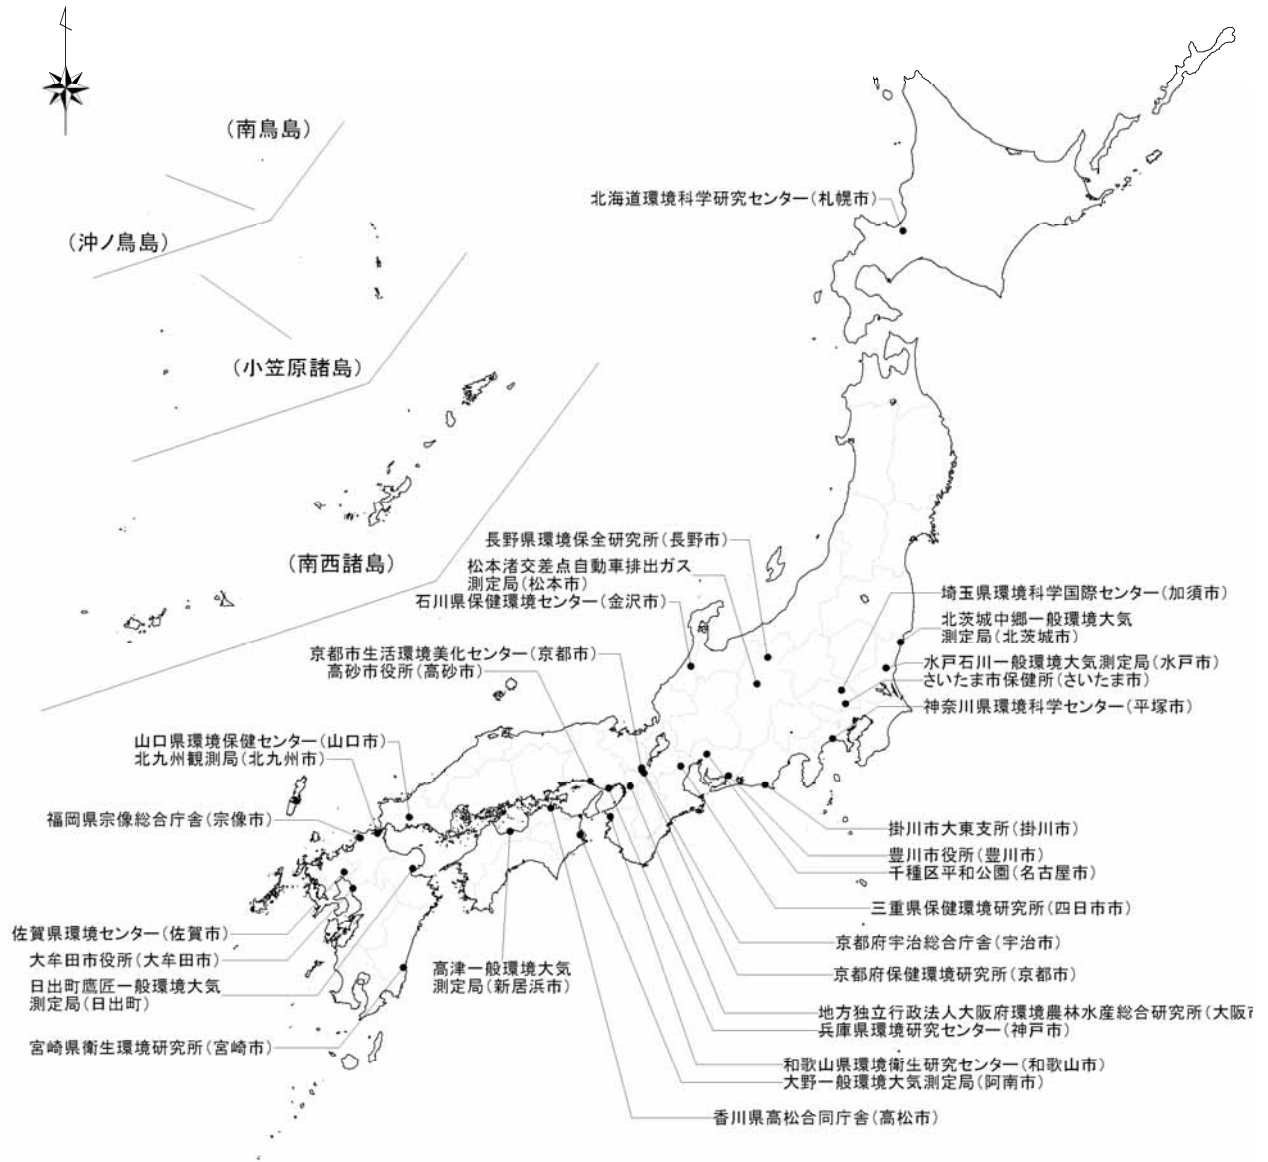 (南鳥島)
北海道環境科学研究センター(札幌市)
(沖ノ鳥島)
(小笠原諸島)
長野県環境保全研究所(長野市)
(南西諸島)
松本渚交差点自動車排出ガス
測定局(松本市)
石川県保健環境センター(金沢市)
埼玉県環境科学国際センター(加須市)
北茨城中郷一般環境大気
測定局(北茨城市)
京都市生活環境美化センター(京都市)
高砂市役所(高砂市)
水戸石川一般環境大気測定局(水戸市)
さいたま市保健所(さいたま市)
神奈川県環境科学センター(平塚市)
山口県環境保健センター(山口市)
北九州観測局(北九州市)
福岡県宗像総合庁舎(宗像市)
掛川市大東支所(掛川市)
豊川市役所(豊川市)
千種区平和公園(名古屋市)
三重県保健環境研究所(四日市市)
佐賀県環境センター(佐賀市)
京都府宇治総合庁舎(宇治市)
大牟田市役所(大牟田市)
高津一般環境大気
測定局(新居浜市)
京都府保健環境研究所(京都市)
日出町鷹匠一般環境大気
測定局(日出町)
地方独立行政法人大阪府環境農林水産総合研究所(大阪市
兵庫県環境研究センター(神戸市)
宮崎県衛生環境研究所(宮崎市)
和歌山県環境衛生研究センター(和歌山市)
大野一般環境大気測定局(阿南市)
香川県高松合同庁舎(高松市)